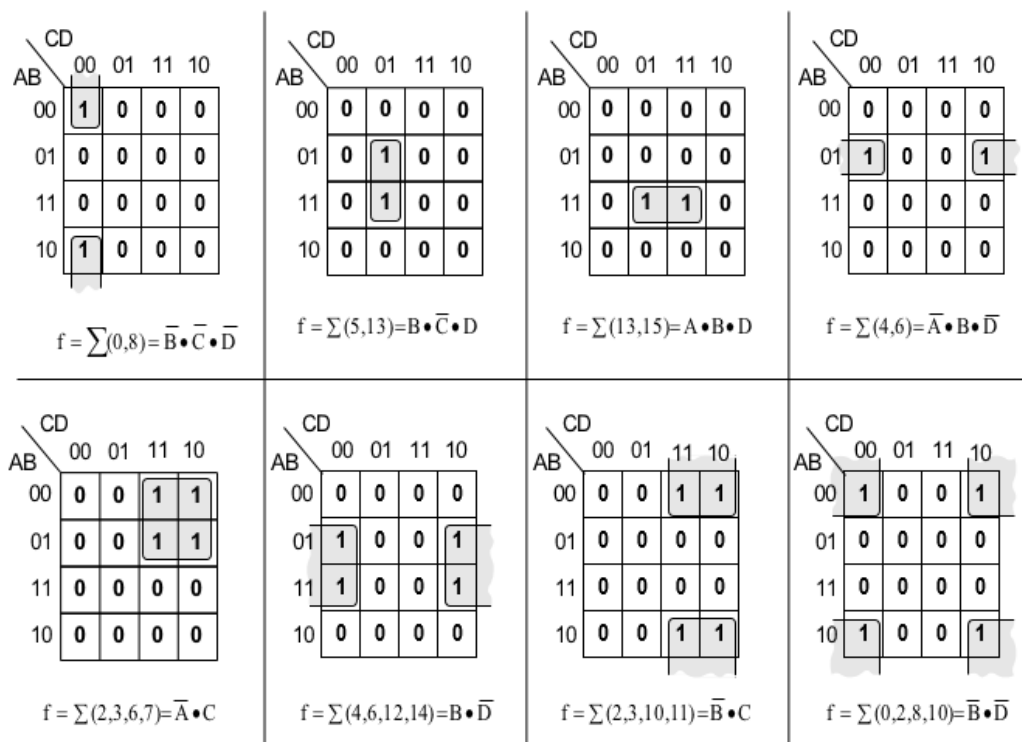 CD
AB
00 01 11 10
00 1 0 0 0
01 0 0 0 0
11 0 0 0 0
10 1 0 0 0
f = ∑(0,8)= B̅•C̅•D̅
CD
AB
00 01 11 10
00 0 0 0 0
01 0 1 0 0
11 0 1 0 0
10 0 0 0 0
f = ∑(5,13)=B•C̅•D
CD
AB
00 01 11 10
00 0 0 0 0
01 0 0 0 0
11 0 1 1 0
10 0 0 0 0
f = ∑(13,15)=A•B•D
CD
AB
00 01 11 10
00 0 0 0 0
01 1 0 0 1
11 0 0 0 0
10 0 0 0 0
f = ∑(4,6)=A̅•B•D̅
CD
AB
00 01 11 10
00 0 0 1 1
01 0 0 1 1
11 0 0 0 0
10 0 0 0 0
f = ∑(2,3,6,7)=A̅•C
CD
AB
00 01 11 10
00 0 0 0 0
01 1 0 0 1
11 1 0 0 1
10 0 0 0 0
f = ∑(4,6,12,14)=B•D̅
CD
AB
00 01 11 10
00 0 0 1 1
01 0 0 0 0
11 0 0 0 0
10 0 0 1 1
f = ∑(2,3,10,11)=B̅•C
CD
AB
00 01 11 10
00 1 0 0 1
01 0 0 0 0
11 0 0 0 0
10 1 0 0 1
f = ∑(0,2,8,10)=B̅•D̅